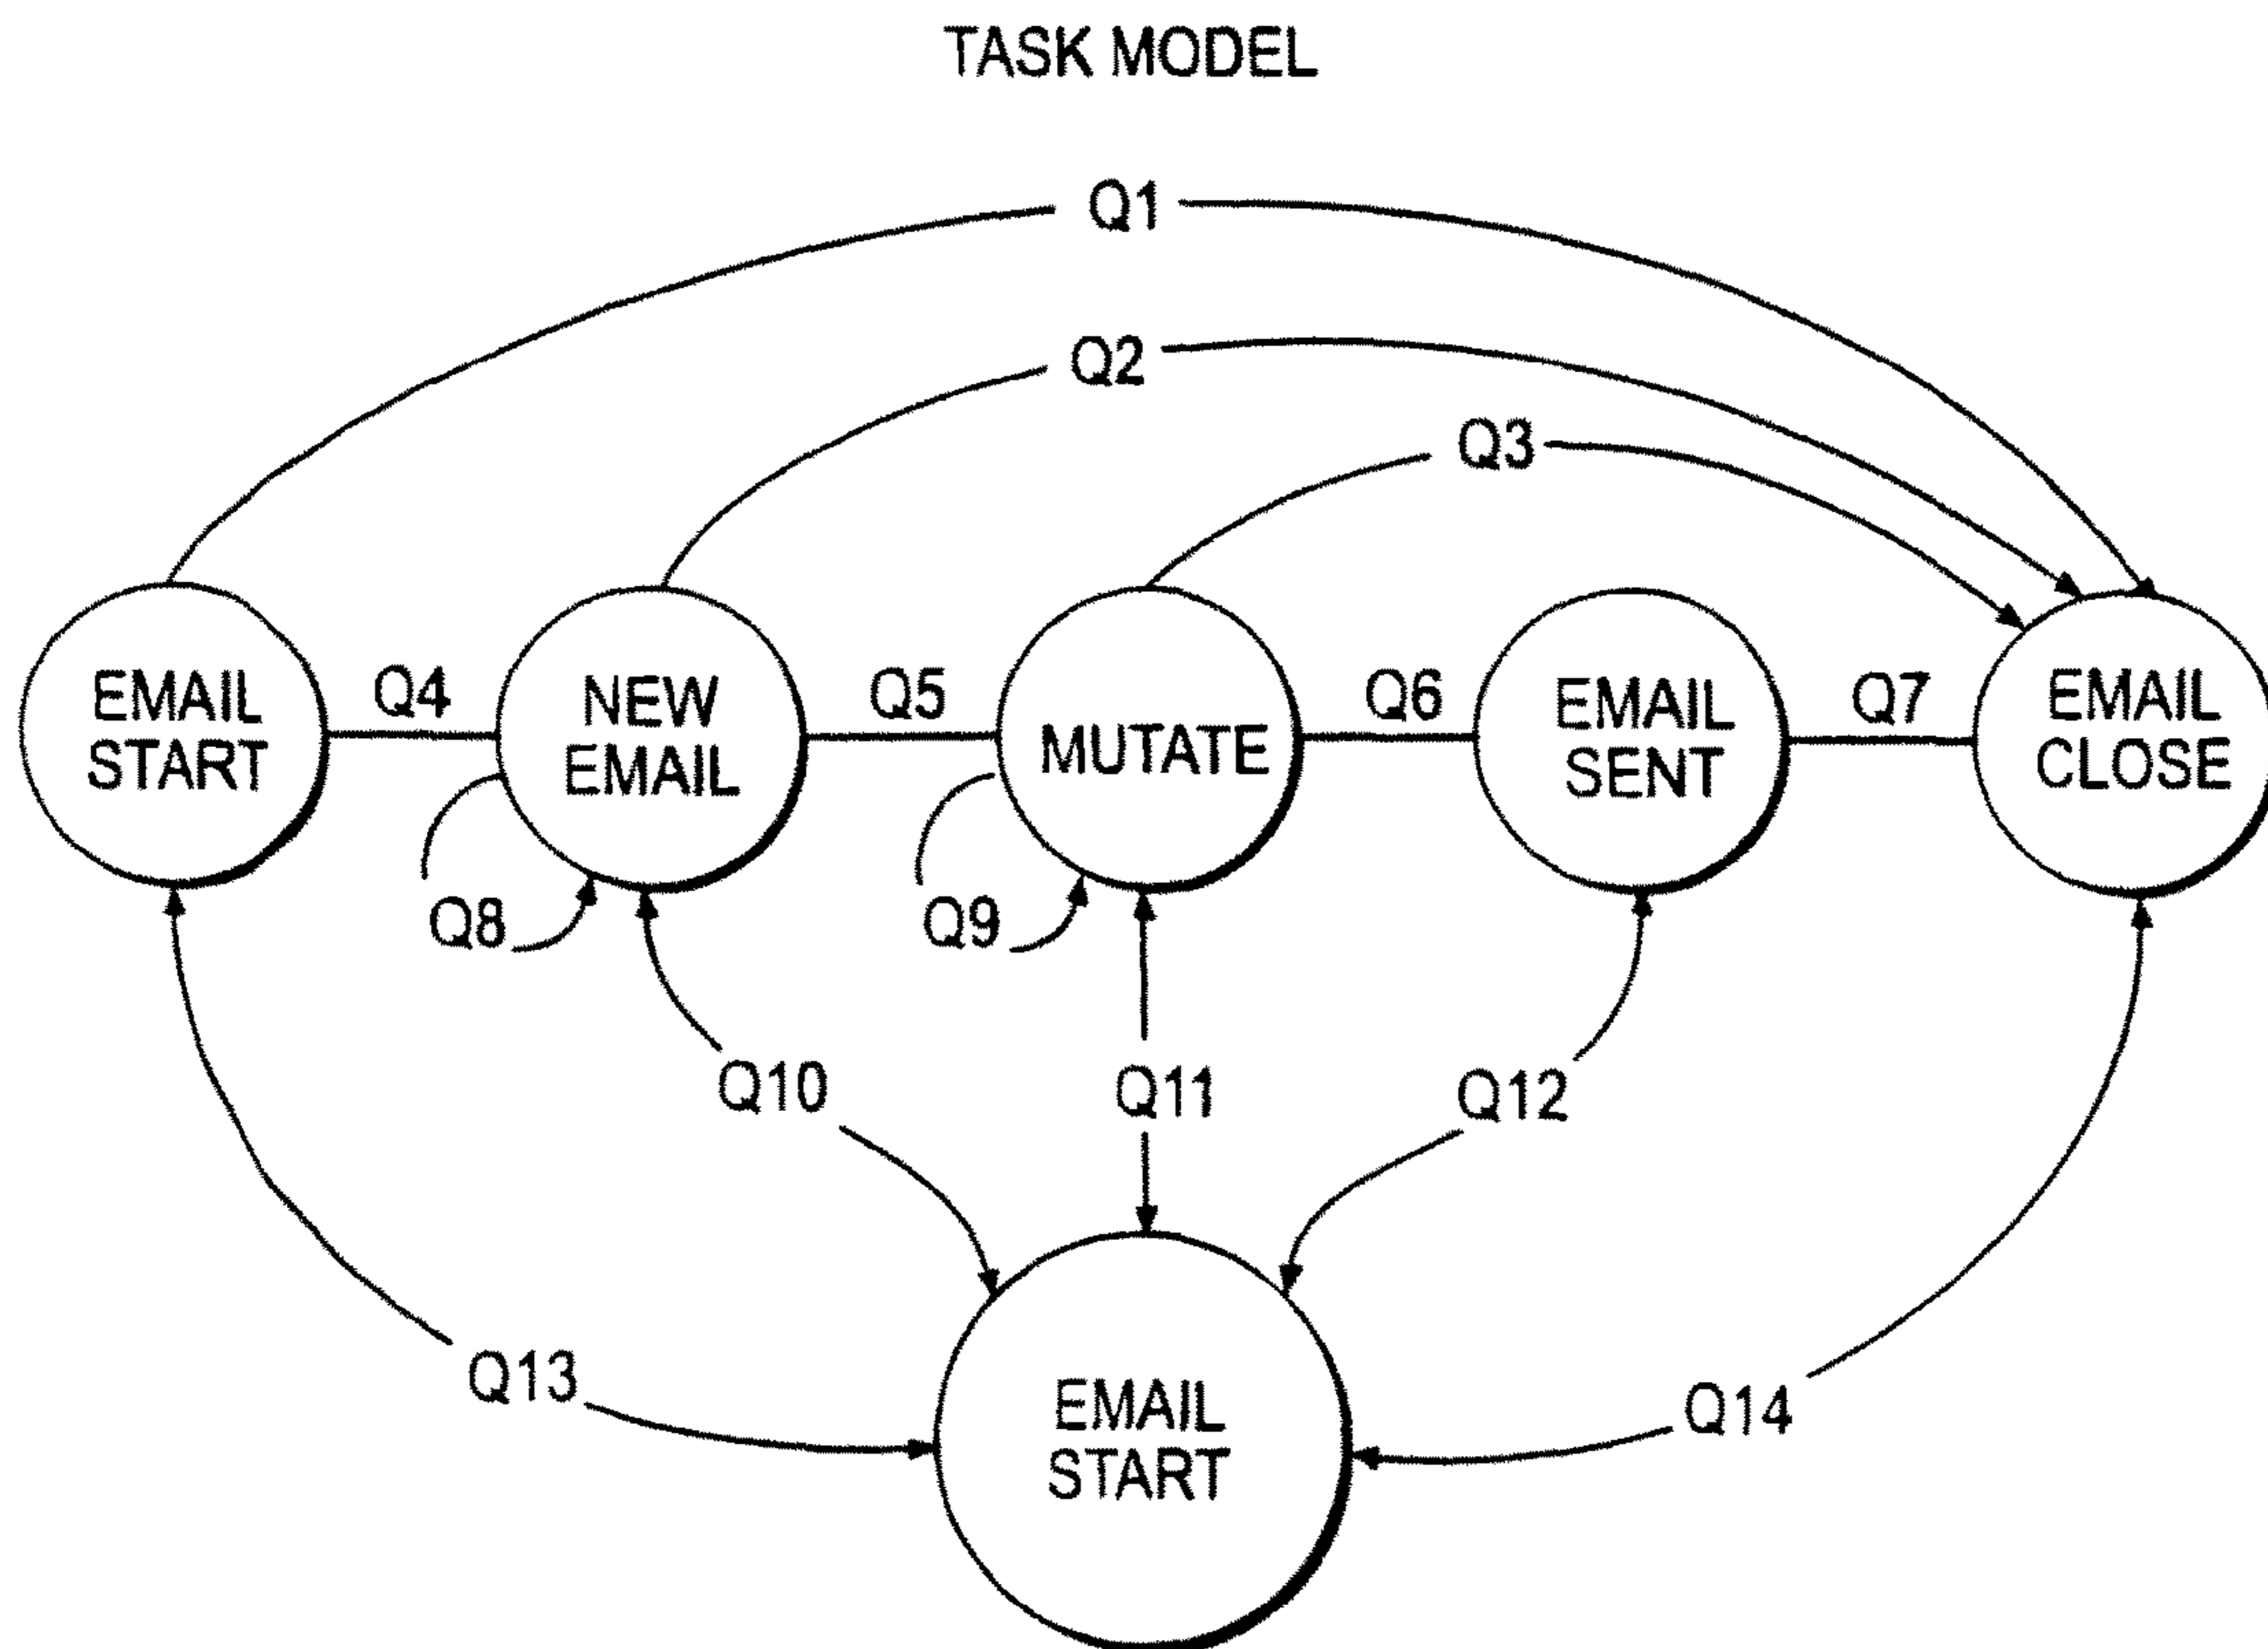 TASK MODEL
Q1
Q2
Q3
EMAIL
START
Q4
NEW
EMAIL
Q5
MUTATE
Q6
EMAIL
SENT
Q7
EMAIL
CLOSE
Q8
Q9
Q10
Q11
Q12
Q13
EMAIL
START
Q14